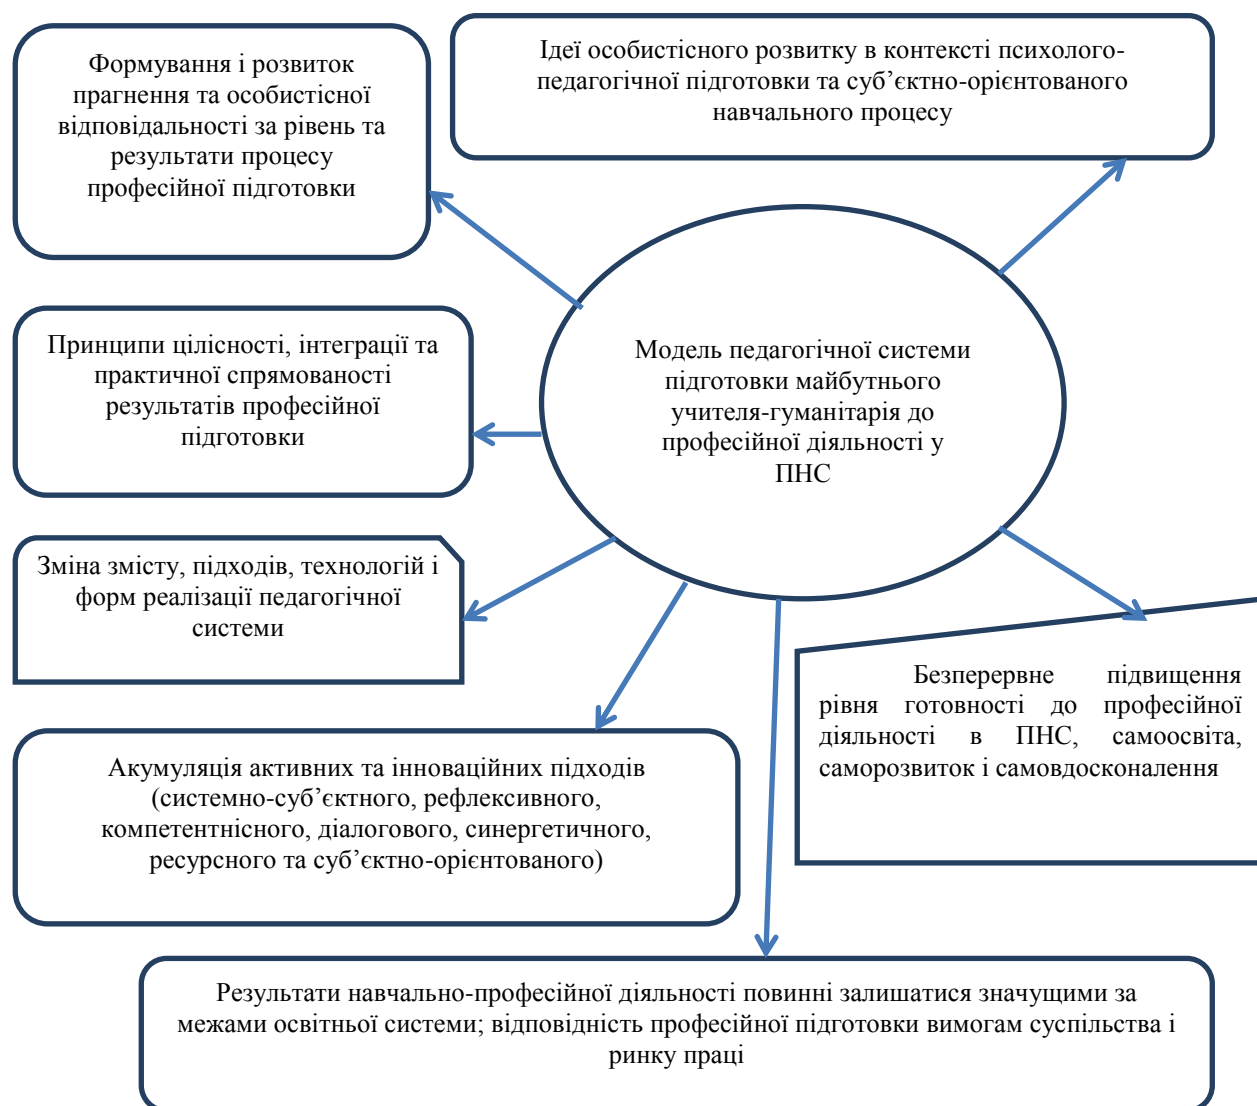 Формування і розвиток
прагнення та особистісної
відповідальності за рівень та
результати процесу
професійної підготовки
Ідеї особистісного розвитку в контексті психолого-
педагогічної підготовки та суб’єктно-орієнтованого
навчального процесу
Модель педагогічної системи
підготовки майбутнього
учителя-гуманітарія до
професійної діяльності у
ПНС
Принципи цілісності, інтеграції та
практичної спрямованості
результатів професійної
підготовки
Зміна змісту, підходів, технологій і
форм реалізації педагогічної
системи
Безперервне підвищення
рівня готовності до професійної
діяльності в ПНС, самоосвіта,
саморозвиток і самовдосконалення
Акумуляція активних та інноваційних підходів
(системно-суб’єктного, рефлексивного,
компетентнісного, діалогового, синергетичного,
ресурсного та суб’єктно-орієнтованого)
Результати навчально-професійної діяльності повинні залишатися значущими за
межами освітньої системи; відповідність професійної підготовки вимогам суспільства і
ринку праці